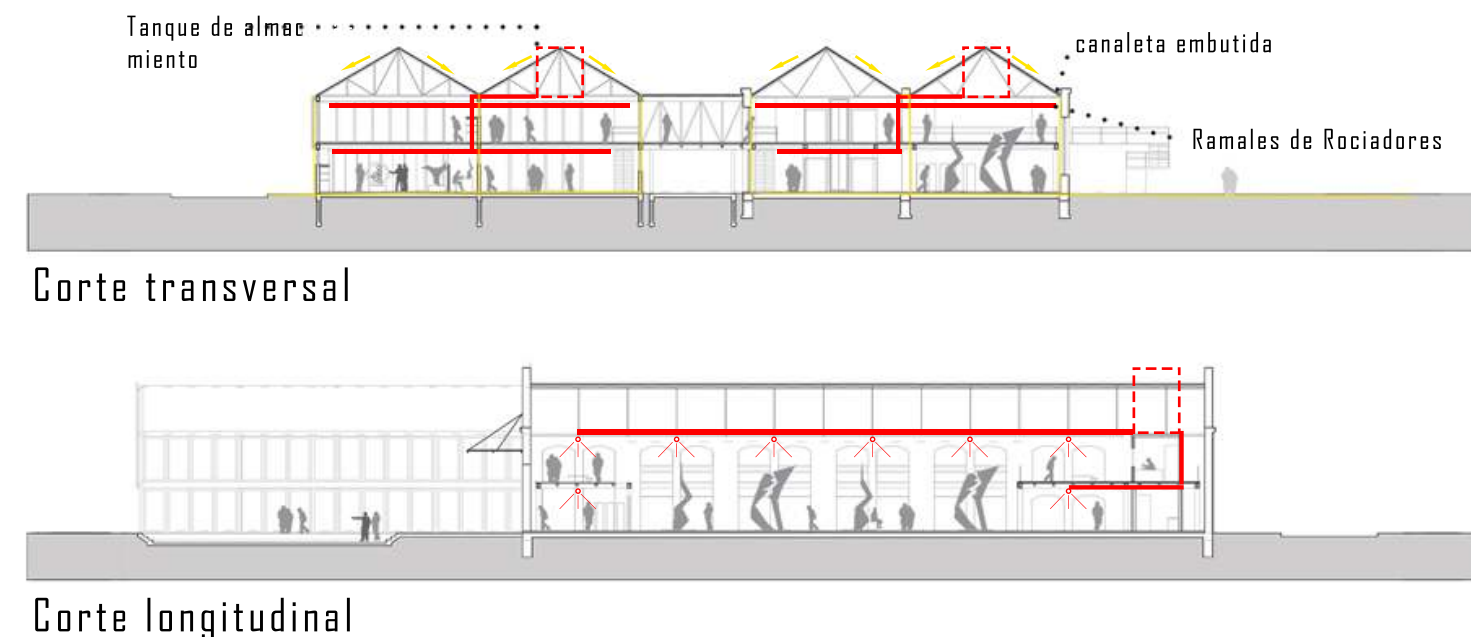 Tanque de almac
miento
canaleta embutida
Ramales de Rociadores
Corte transversal
Corte longitudinal